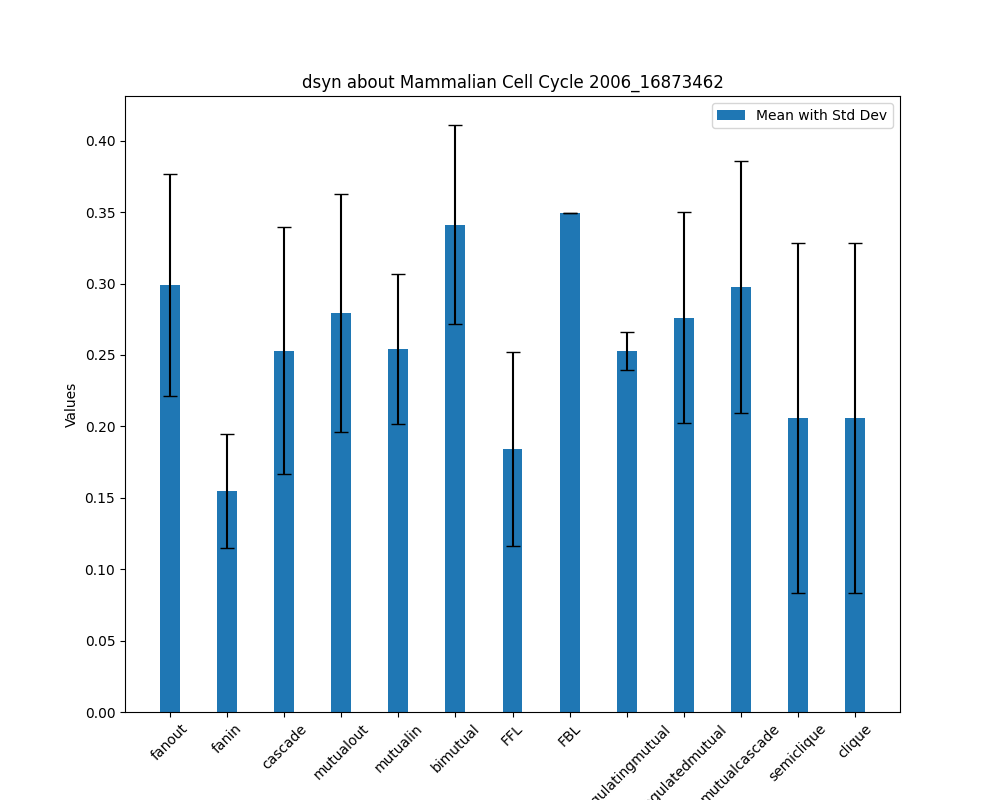 dsyn about Mammalian Cell Cycle 2006_16873462
Mean with Std Dev
Values
0.40
0.35
0.30
0.25
0.20
0.15
0.10
0.05
0.00
fanout
fanin
cascade
mutualout
mutualin
bimutual
FFL
FBL
gulatingmutual
gulatedmutual
mutualcascade
semiclique
clique